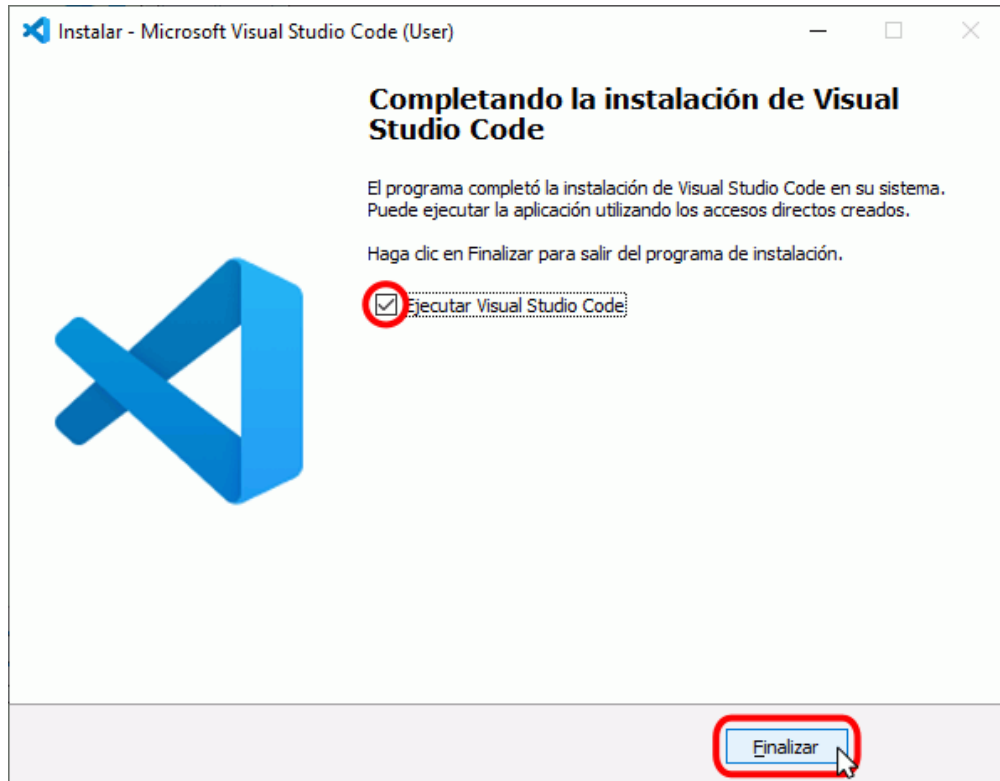 Instalar - Microsoft Visual Studio Code (User)
Completando la instalación de Visual
Studio Code
El programa completó la instalación de Visual Studio Code en su sistema.
Puede ejecutar la aplicación utilizando los accesos directos creados.
Haga clic en Finalizar para salir del programa de instalación.
Ejecutar Visual Studio Code
Finalizar